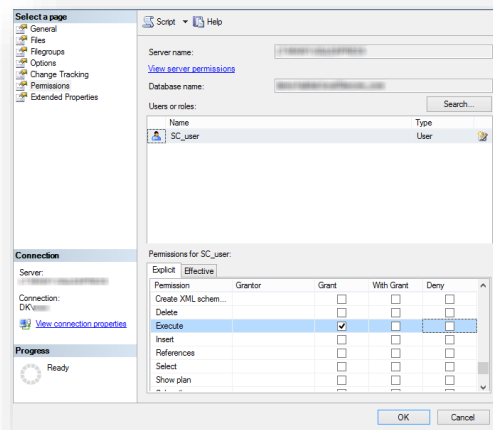 Select a page
General
Files
Filegroups
Options
Change Tracking
Permissions
Extended Properties
Script Help
Server name:
View server permissions
Database name:
Users or roles:
Search...
Name Type
SC_user User
Connection
Server:
Connection:
DK\
View connection properties
Progress
Ready
Permissions for SC_user:
Explicit Effective
Permission Grantor Grant With Grant Deny
Create XML schem...
Delete
Execute
Insert
References
Select
Show plan
OK Cancel